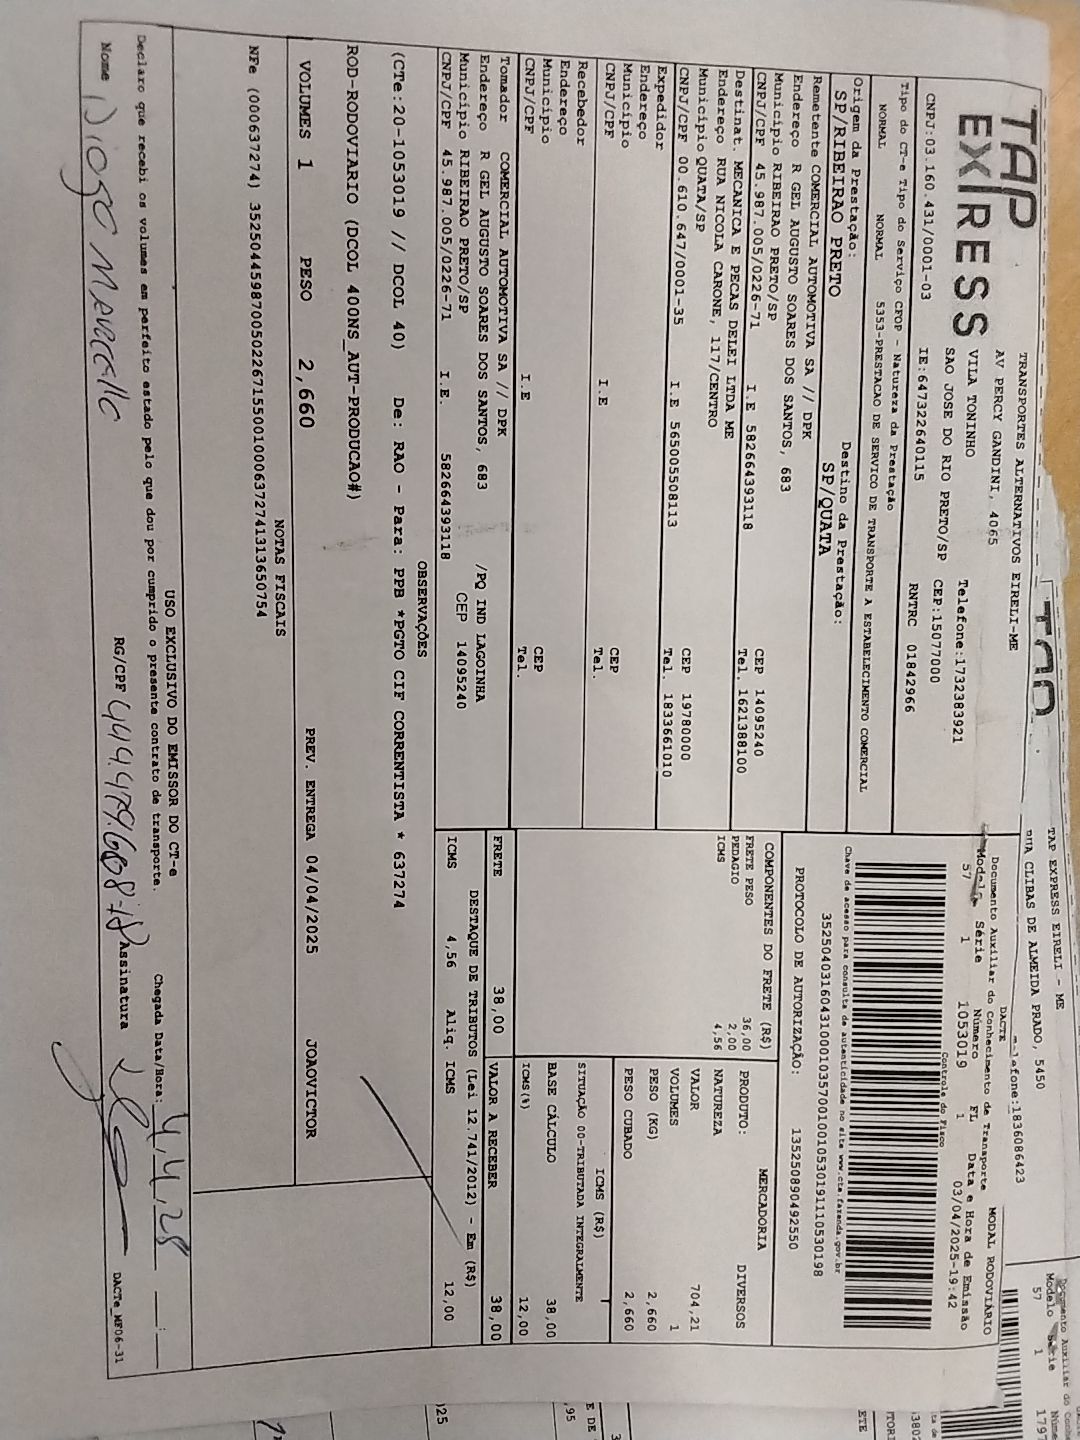 TAP EXPRESS
TRANSPORTES ALTERNATIVOS EIRELI-ME
AV PERCY GANDINI, 4065
VILA TONINHO Telefone:1732383921
SAO JOSE DO RIO PRETO/SP CEP:15077000
CNPJ:03.160.431/0001-03 IE:647322640115 RNTRC 01842966
Tipo do CT-e Tipo do Serviço CFOP - Natureza da Prestação
NORMAL NORMAL 5353-PRESTACAO DE SERVICO DE TRANSPORTE A ESTABELECIMENTO COMERCIAL
Origem da Prestação: Destino da Prestação:
SP/RIBEIRAO PRETO SP/QUATA
Remetente COMERCIAL AUTOMOTIVA SA // DPK
Endereço R GEL AUGUSTO SOARES DOS SANTOS, 683
Município RIBEIRAO PRETO/SP CEP 14095240
CNPJ/CPF 45.987.005/0226-71 I.E 582664393118 Tel. 1621388100
Destinat. MECANICA E PECAS DELEI LTDA ME
Endereço RUA NICOLA CARONE, 117/CENTRO
Município QUATA/SP CEP 19780000
CNPJ/CPF 00.610.647/0001-35 I.E 565005508113 Tel. 1833661010
Expedidor
Endereço
Município CEP
CNPJ/CPF I.E Tel.
Recebedor
Endereço
Município CEP
CNPJ/CPF I.E Tel.
Tomador COMERCIAL AUTOMOTIVA SA // DPK
Endereço R GEL AUGUSTO SOARES DOS SANTOS, 683 /PQ IND LAGOINHA
Município RIBEIRAO PRETO/SP CEP 14095240
CNPJ/CPF 45.987.005/0226-71 I.E. 582664393118
DACTE
Documento Auxiliar do Conhecimento de Transporte MODAL RODOVIÁRIO
Modelo Série Número FL Data e Hora de Emissão
57 1 1053019 1 03/04/2025-19:42
Controle do Fisco
Chave de acesso para consulta de autenticidade no site www.cte.fazenda.gov.br
35250403160431000103570010010530191110530198
PROTOCOLO DE AUTORIZAÇÃO: 135250890492550
COMPONENTES DO FRETE (R$)
FRETE PESO 36,00
PEDAGIO 2,00
ICMS 4,56
MERCADORIA
PRODUTO: DIVERSOS
NATUREZA
VALOR 704,21
VOLUMES 1
PESO (KG) 2,660
PESO CUBADO 2,660
ICMS (R$)
SITUAÇÃO 00-TRIBUTADA INTEGRALMENTE
BASE CÁLCULO 38,00
ICMS(%) 12,00
FRETE 38,00 VALOR A RECEBER 38,00
DESTAQUE DE TRIBUTOS (Lei 12.741/2012) - Em (R$)
ICMS 4,56 Aliq. ICMS 12,00
OBSERVAÇÕES
(CTe:20-1053019 // DCOL 40) De: RAO - Para: PPB *PGTO CIF CORRENTISTA * 637274
ROD-RODOVIARIO (DCOL 400NS_AUT-PRODUCAO#)
VOLUMES 1 PESO 2,660 PREV. ENTREGA 04/04/2025 JOAOVICTOR
NOTAS FISCAIS
NFe (000637274) 35250445987005022671550010006372741313650754
USO EXCLUSIVO DO EMISSOR DO CT-e
Declaro que recebi os volumes em perfeito estado pelo que dou por cumprido o presente contrato de transporte. Chegada Data/Hora:
Nome RG/CPF Assinatura
DACTe_MF06-31
TAP EXPRESS EIRELI - ME
RUA CLIBAS DE ALMEIDA PRADO, 5450
Telefone:1836086423
Modelo Série
57 1